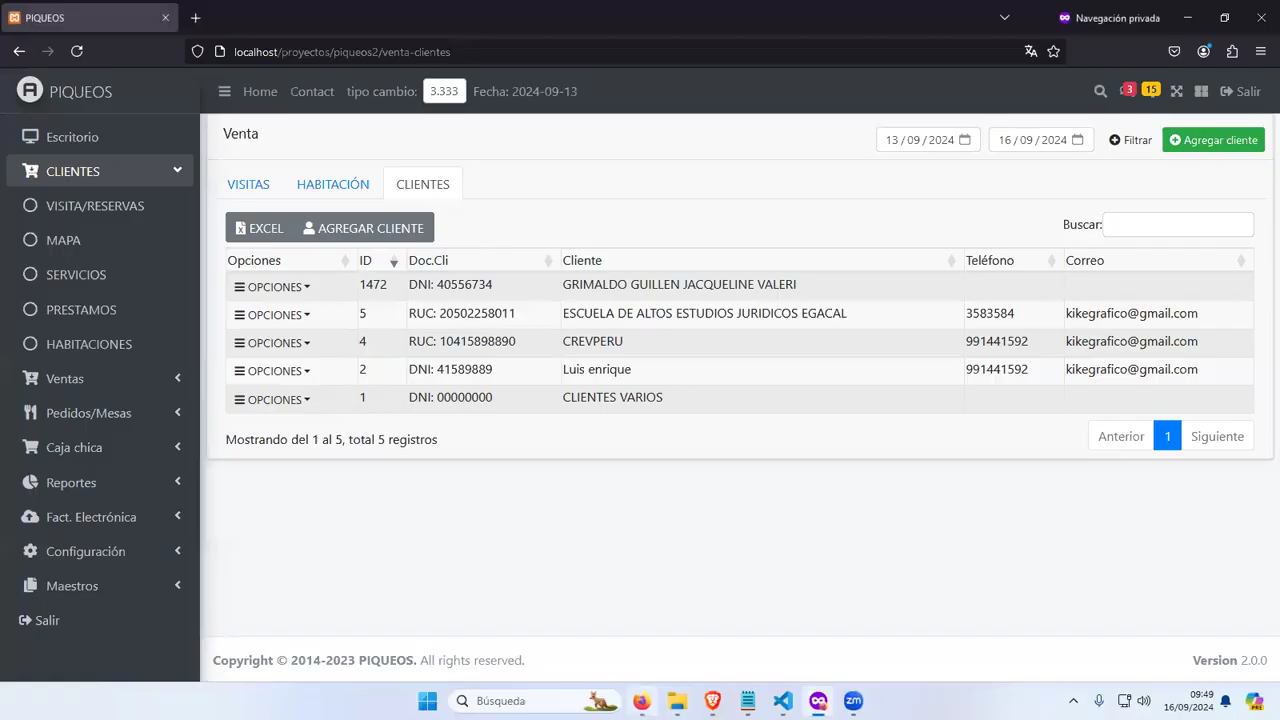 PIQUEOS
Navegación privada
localhost/proyectos/piqueos2/venta-clientes
PIQUEOS
Home Contact tipo cambio: 3.333 Fecha: 2024-09-13
3 15 Salir
Escritorio
CLIENTES
VISITA/RESERVAS
MAPA
SERVICIOS
PRESTAMOS
HABITACIONES
Ventas
Pedidos/Mesas
Caja chica
Reportes
Fact. Electrónica
Configuración
Maestros
Salir
Venta
13/09/2024 16/09/2024 Filtrar Agregar cliente
VISITAS HABITACIÓN CLIENTES
EXCEL AGREGAR CLIENTE
Buscar:
Opciones ID Doc.Cli Cliente Teléfono Correo
OPCIONES 1472 DNI: 40556734 GRIMALDO GUILLEN JACQUELINE VALERI
OPCIONES 5 RUC: 20502258011 ESCUELA DE ALTOS ESTUDIOS JURIDICOS EGACAL 3583584 kikegrafico@gmail.com
OPCIONES 4 RUC: 10415898890 CREVPERU 991441592 kikegrafico@gmail.com
OPCIONES 2 DNI: 41589889 Luis enrique 991441592 kikegrafico@gmail.com
OPCIONES 1 DNI: 00000000 CLIENTES VARIOS
Mostrando del 1 al 5, total 5 registros
Anterior 1 Siguiente
Copyright © 2014-2023 PIQUEOS. All rights reserved.
Version 2.0.0
Búsqueda
zm
09:49
16/09/2024